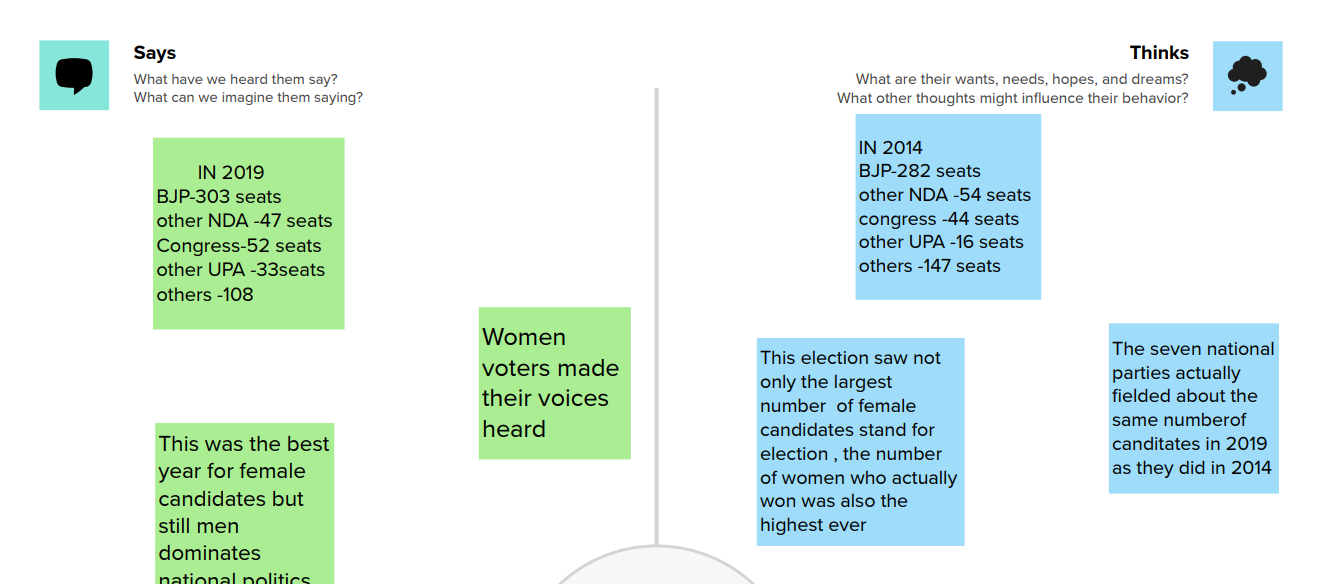 Says
What have we heard them say?
What can we imagine them saying?
IN 2019
BJP-303 seats
other NDA -47 seats
Congress-52 seats
other UPA -33seats
others -108
Women
voters made
their voices
heard
This was the best
year for female
candidates but
still men
dominates
national politics
Thinks
What are their wants, needs, hopes, and dreams?
What other thoughts might influence their behavior?
IN 2014
BJP-282 seats
other NDA -54 seats
congress -44 seats
other UPA -16 seats
others -147 seats
This election saw not
only the largest
number  of female
candidates stand for
election , the number
of women who actually
won was also the
highest ever
The seven national
parties actually
fielded about the
same numberof
canditates in 2019
as they did in 2014